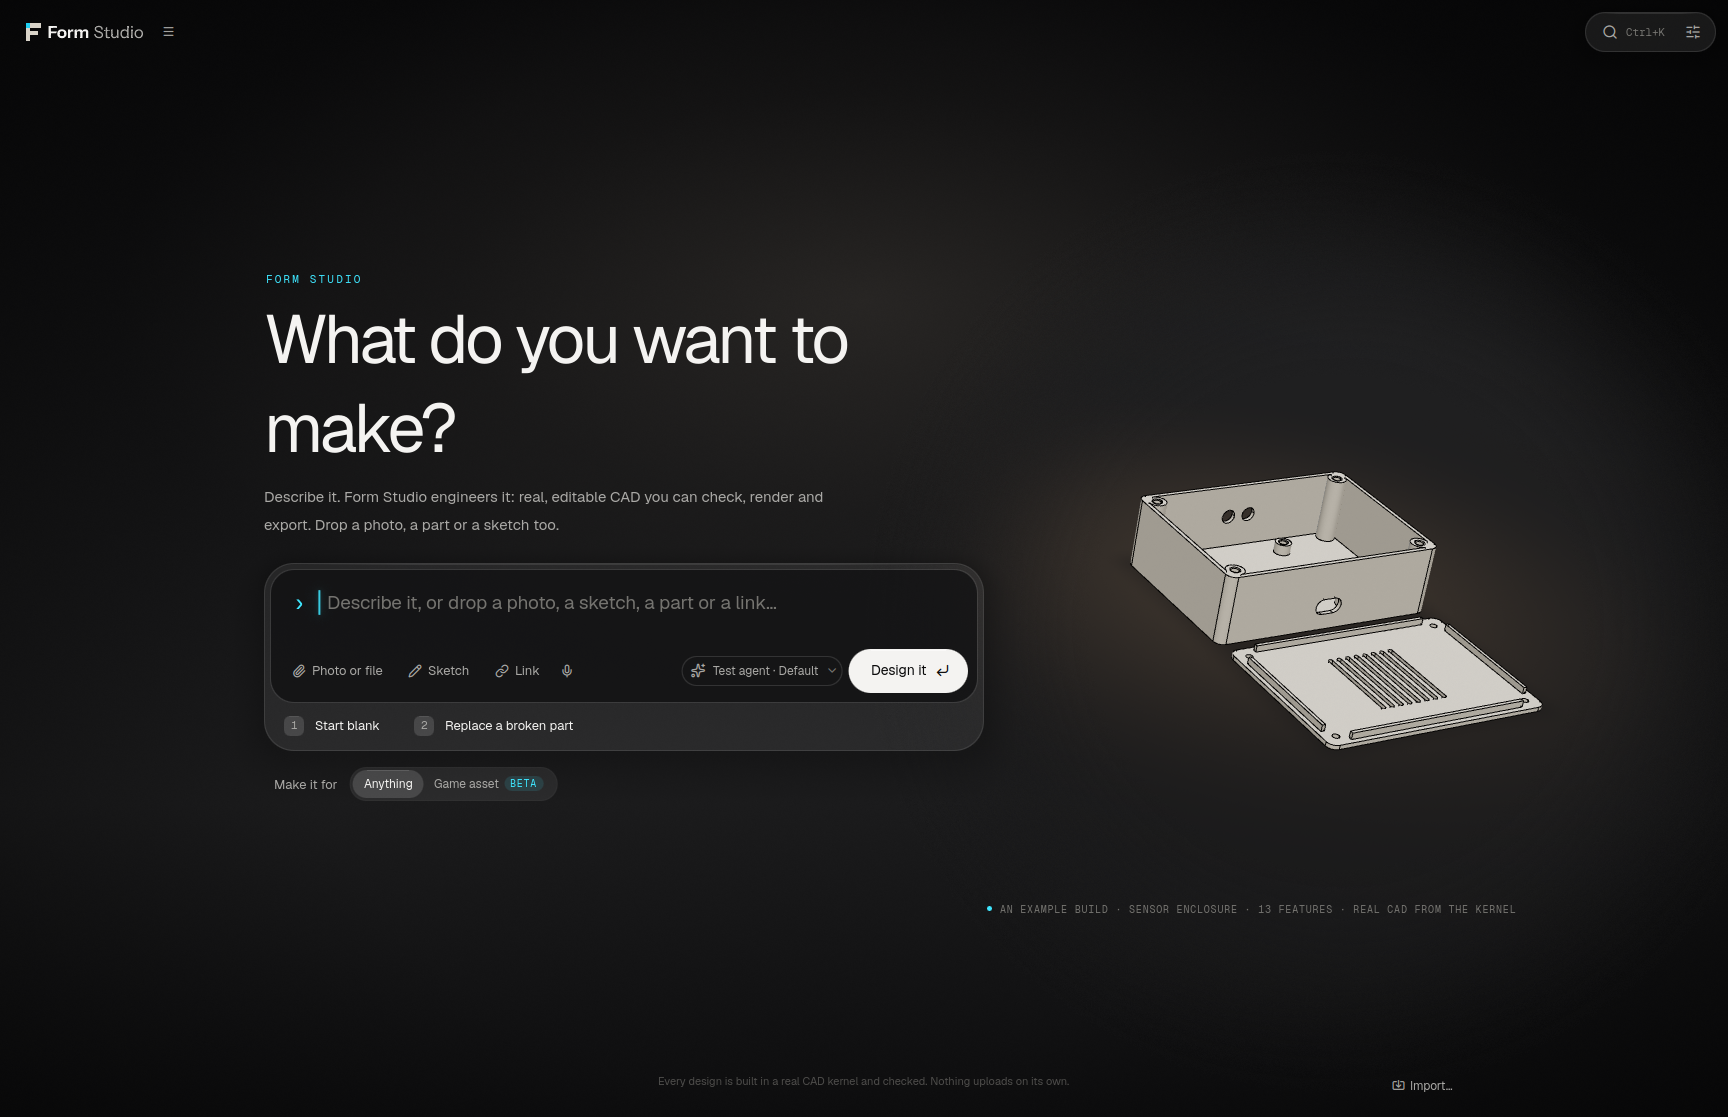 Form Studio
Ctrl+K
FORM STUDIO
What do you want to
make?
Describe it. Form Studio engineers it: real, editable CAD you can check, render and
export. Drop a photo, a part or a sketch too.
Describe it, or drop a photo, a sketch, a part or a link...
Photo or file
Sketch
Link
Test agent · Default
Design it
1 Start blank
2 Replace a broken part
Make it for
Anything
Game asset BETA
AN EXAMPLE BUILD · SENSOR ENCLOSURE · 13 FEATURES · REAL CAD FROM THE KERNEL
Every design is built in a real CAD kernel and checked. Nothing uploads on its own.
Import...